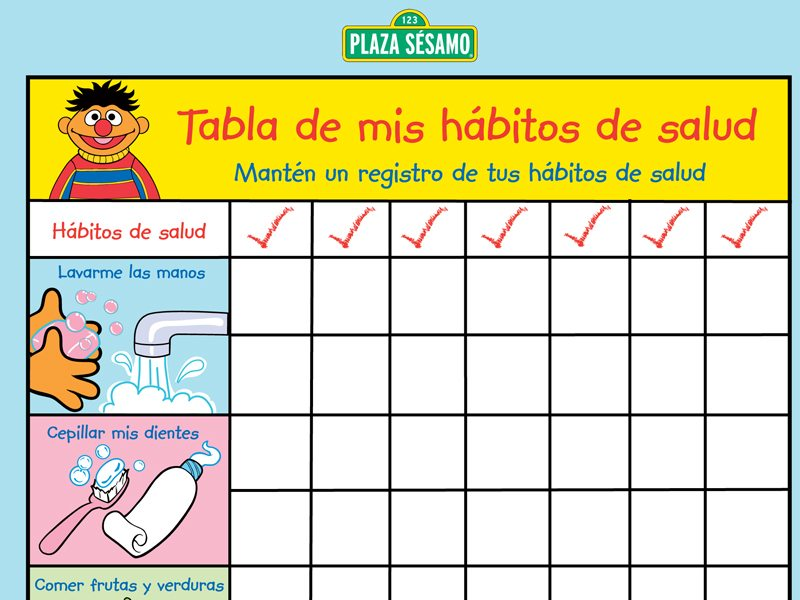 123
PLAZA SÉSAMO
Tabla de mis hábitos de salud
Mantén un registro de tus hábitos de salud
Hábitos de salud
Lavarme las manos
Cepillar mis dientes
Comer frutas y verduras